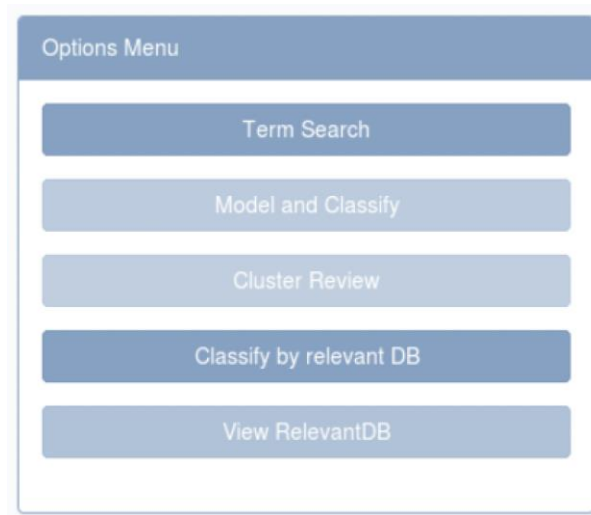 Options Menu
Term Search
Model and Classify
Cluster Review
Classify by relevant DB
View RelevantDB